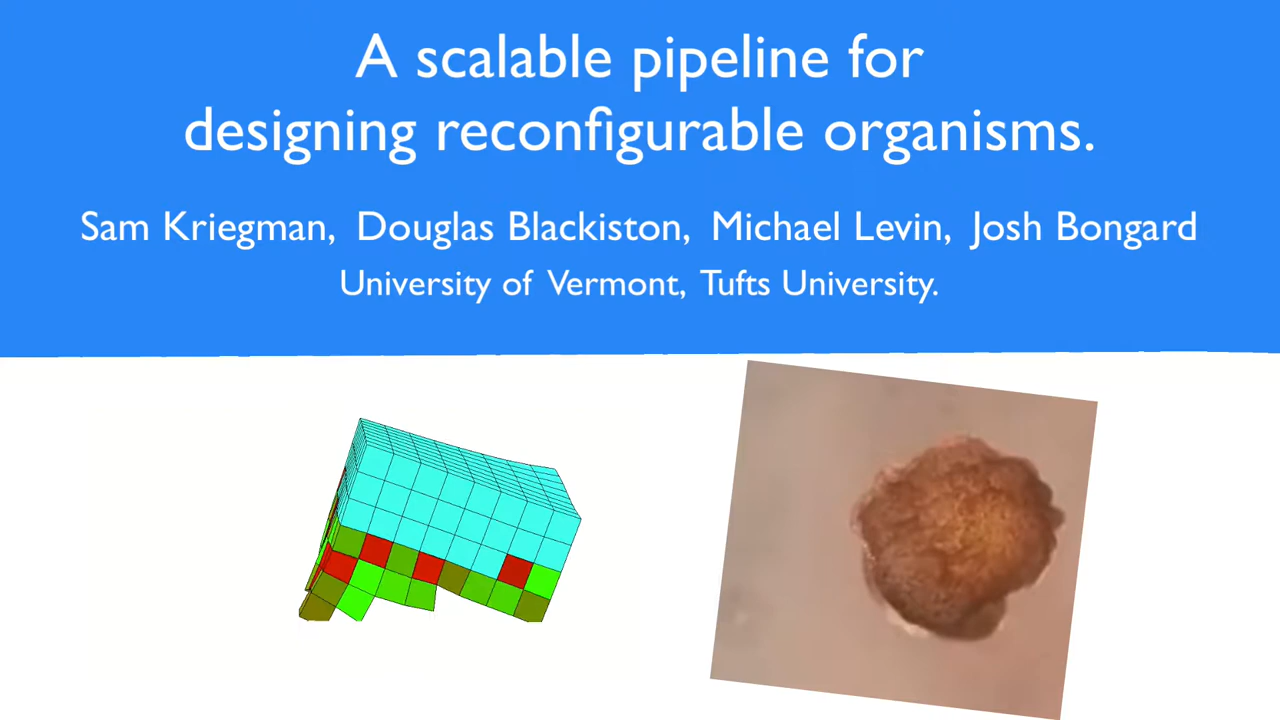 A scalable pipeline for
designing reconfigurable organisms.
Sam Kriegman, Douglas Blackiston, Michael Levin, Josh Bongard
University of Vermont, Tufts University.